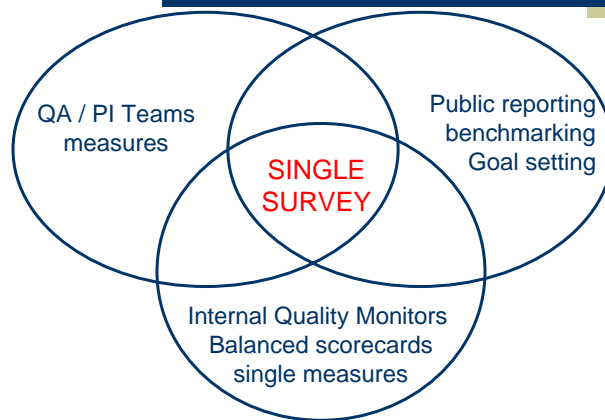 QA / PI Teams
measures
Public reporting
benchmarking
Goal setting
SINGLE
SURVEY
Internal Quality Monitors
Balanced scorecards
single measures